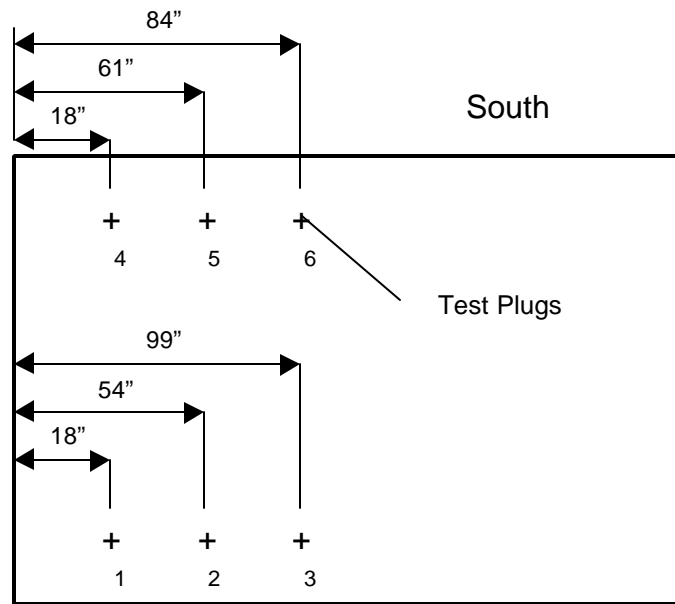 84”
61”
18”
South
+ + +
4 5 6
Test Plugs
99”
54”
18”
+ + +
1 2 3